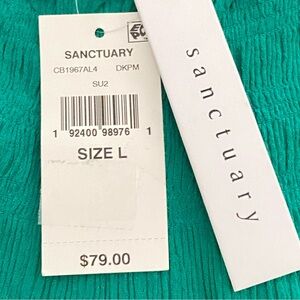 SANCTUARY
CB1967AL4 DKPM
SU2
1 92400 98976 1
SIZE L
$79.00
sanctuary